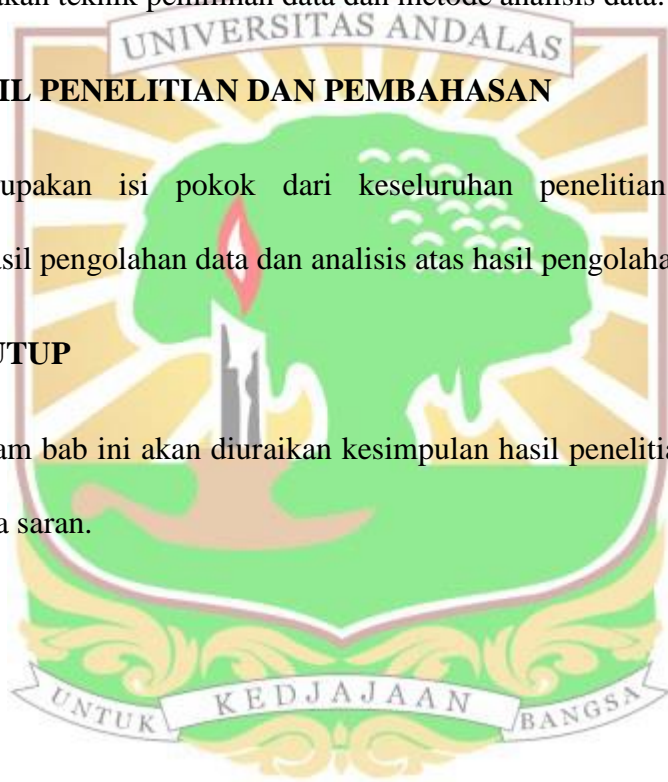 akan teknik pemilihan data dan metode analisis data.
UNIVERSITAS ANDALAS
IL PENELITIAN DAN PEMBAHASAN
upakan isi pokok dari keseluruhan penelitian
asil pengolahan data dan analisis atas hasil pengolaha
UTUP
am bab ini akan diuraikan kesimpulan hasil penelitia
a saran.
UNTUK KEDJAJAAN BANGSA